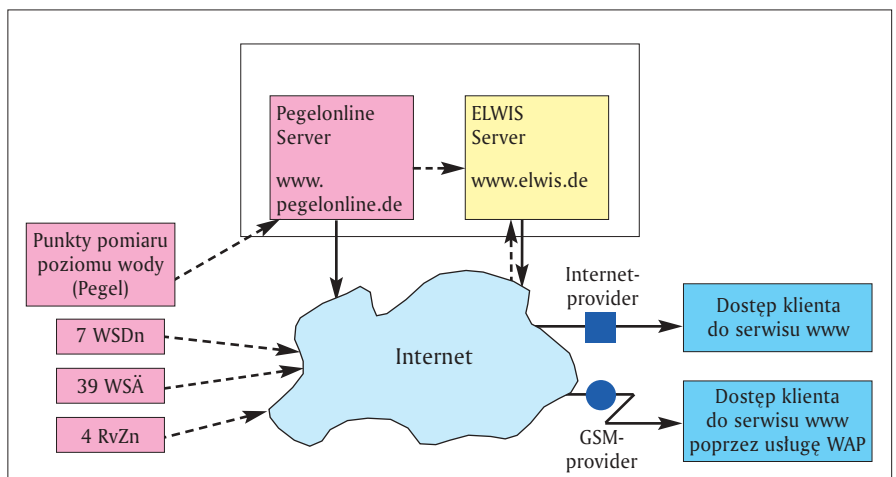 Pegelonline
Server
www.
pegelonline.de
ELWIS
Server
www.elwis.de
Punkty pomiaru
poziomu wody
(Pegel)
7 WSDn
39 WSÄ
4 RvZn
Internet
Internet-
provider
Dostęp klienta
do serwisu www
GSM-
provider
Dostęp klienta
do serwisu www
poprzez usługę WAP